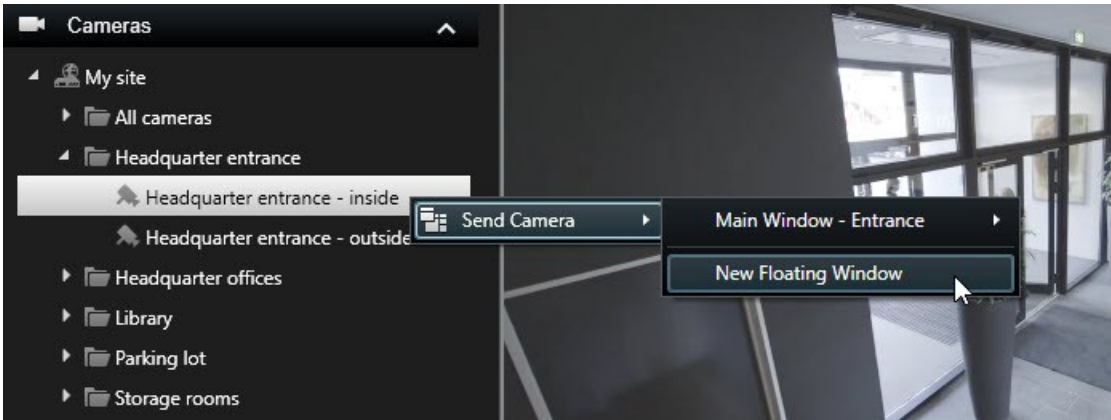 Cameras
My site
All cameras
Headquarter entrance
Headquarter entrance - inside
Send Camera
Main Window - Entrance
Headquarter entrance - outside
New Floating Window
Headquarter offices
Library
Parking lot
Storage rooms